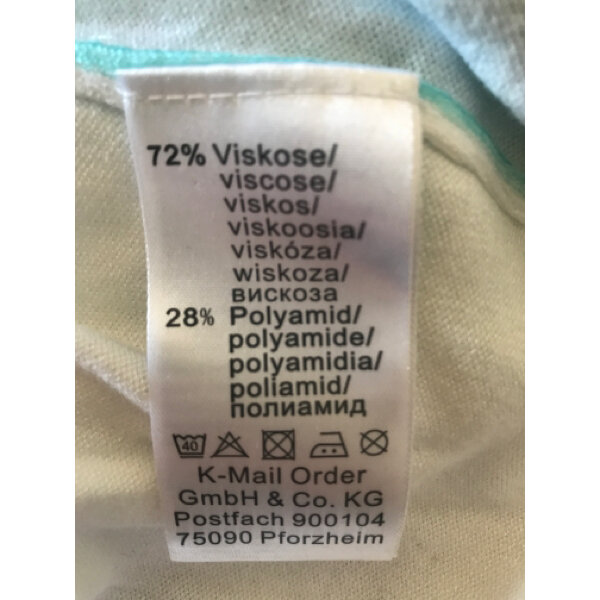 72% Viskose/
viscose/
viskos/
viskoosia/
viskóza/
wiskoza/
вискоза
28% Polyamid/
polyamide/
polyamidia/
poliamid/
полиамид
40
K-Mail Order
GmbH & Co. KG
Postfach 900104
75090 Pforzheim